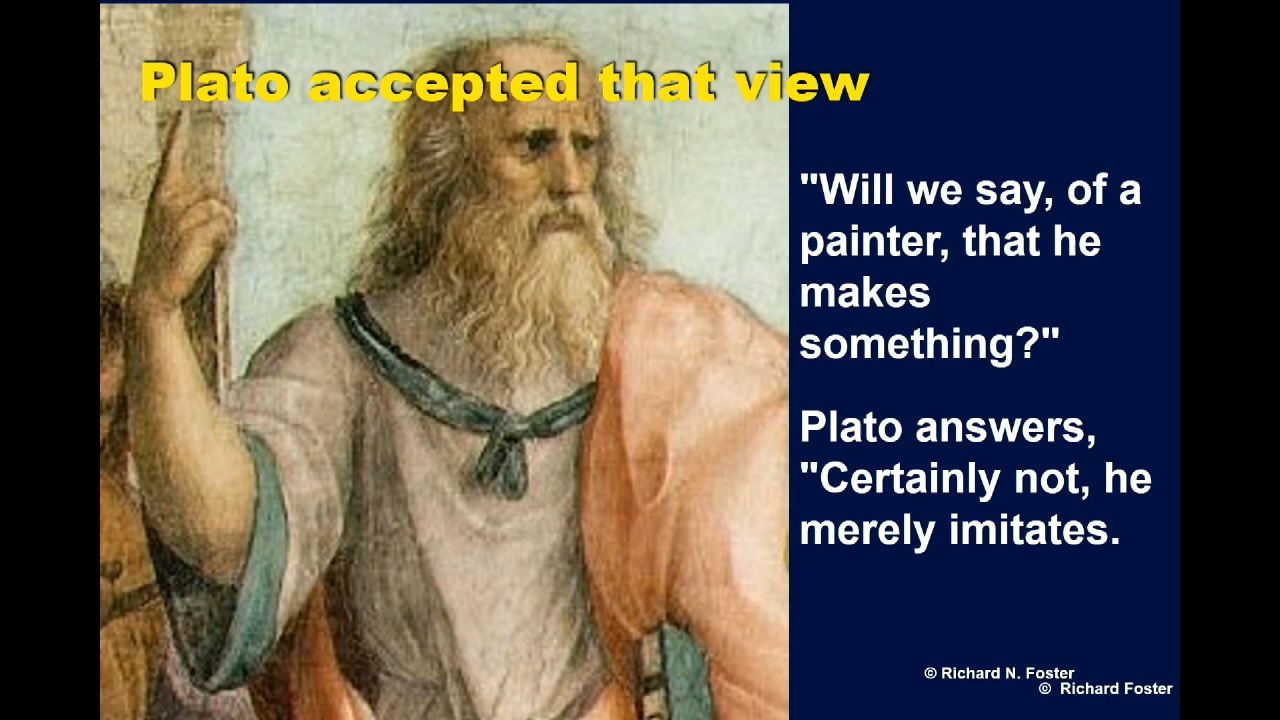 Plato accepted that view
"Will we say, of a
painter, that he
makes
something?"
Plato answers,
"Certainly not, he
merely imitates.
© Richard N. Foster
© Richard Foster